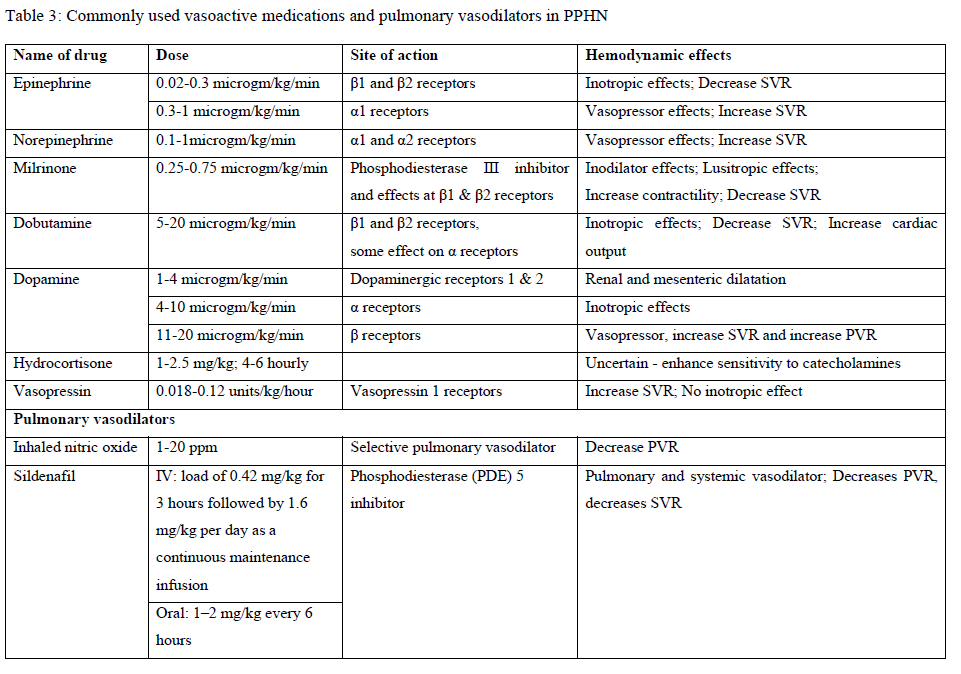 Table 3: Commonly used vasoactive medications and pulmonary vasodilators in PPHN
Name of drug Dose Site of action Hemodynamic effects
Epinephrine 0.02-0.3 microgm/kg/min β1 and β2 receptors Inotropic effects; Decrease SVR
0.3-1 microgm/kg/min α1 receptors Vasopressor effects; Increase SVR
Norepinephrine 0.1-1microgm/kg/min α1 and α2 receptors Vasopressor effects; Increase SVR
Milrinone 0.25-0.75 microgm/kg/min Phosphodiesterase III inhibitor Inodilator effects; Lusitropic effects;
and effects at β1 & β2 receptors Increase contractility; Decrease SVR
Dobutamine 5-20 microgm/kg/min β1 and β2 receptors, Inotropic effects; Decrease SVR; Increase cardiac
some effect on α receptors output
Dopamine 1-4 microgm/kg/min Dopaminergic receptors 1 & 2 Renal and mesenteric dilatation
4-10 microgm/kg/min α receptors Inotropic effects
11-20 microgm/kg/min β receptors Vasopressor, increase SVR and increase PVR
Hydrocortisone 1-2.5 mg/kg; 4-6 hourly Uncertain - enhance sensitivity to catecholamines
Vasopressin 0.018-0.12 units/kg/hour Vasopressin 1 receptors Increase SVR; No inotropic effect
Pulmonary vasodilators
Inhaled nitric oxide 1-20 ppm Selective pulmonary vasodilator Decrease PVR
Sildenafil IV: load of 0.42 mg/kg for Phosphodiesterase (PDE) 5 Pulmonary and systemic vasodilator; Decreases PVR,
3 hours followed by 1.6 inhibitor decreases SVR
mg/kg per day as a
continuous maintenance
infusion
Oral: 1–2 mg/kg every 6
hours